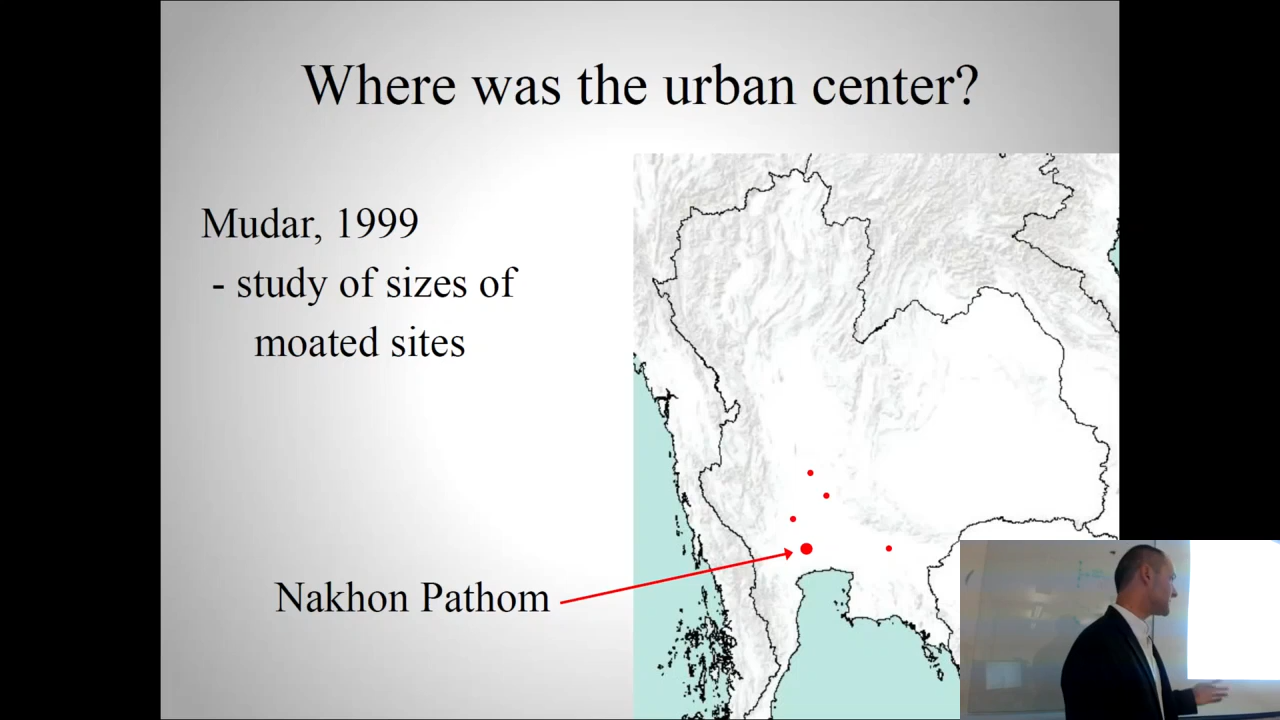 Where was the urban center?
Mudar, 1999
- study of sizes of
moated sites
Nakhon Pathom